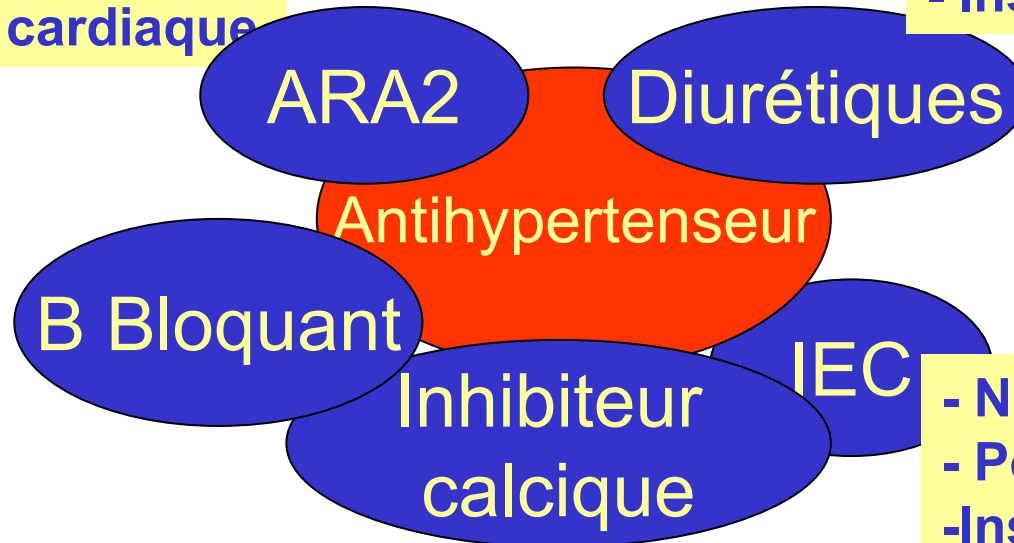 cardiaque
ARA2
Diurétiques
Antihypertenseur
B Bloquant
IEC
Inhibiteur
calcique